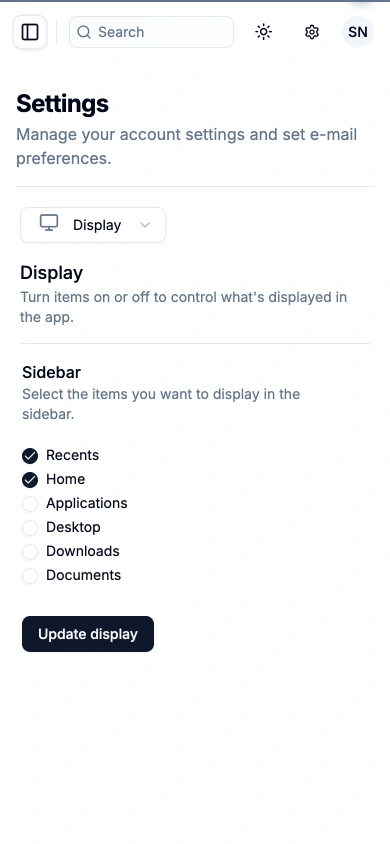 Search
SN
Settings
Manage your account settings and set e-mail
preferences.
Display
Display
Turn items on or off to control what's displayed in
the app.
Sidebar
Select the items you want to display in the
sidebar.
Recents
Home
Applications
Desktop
Downloads
Documents
Update display